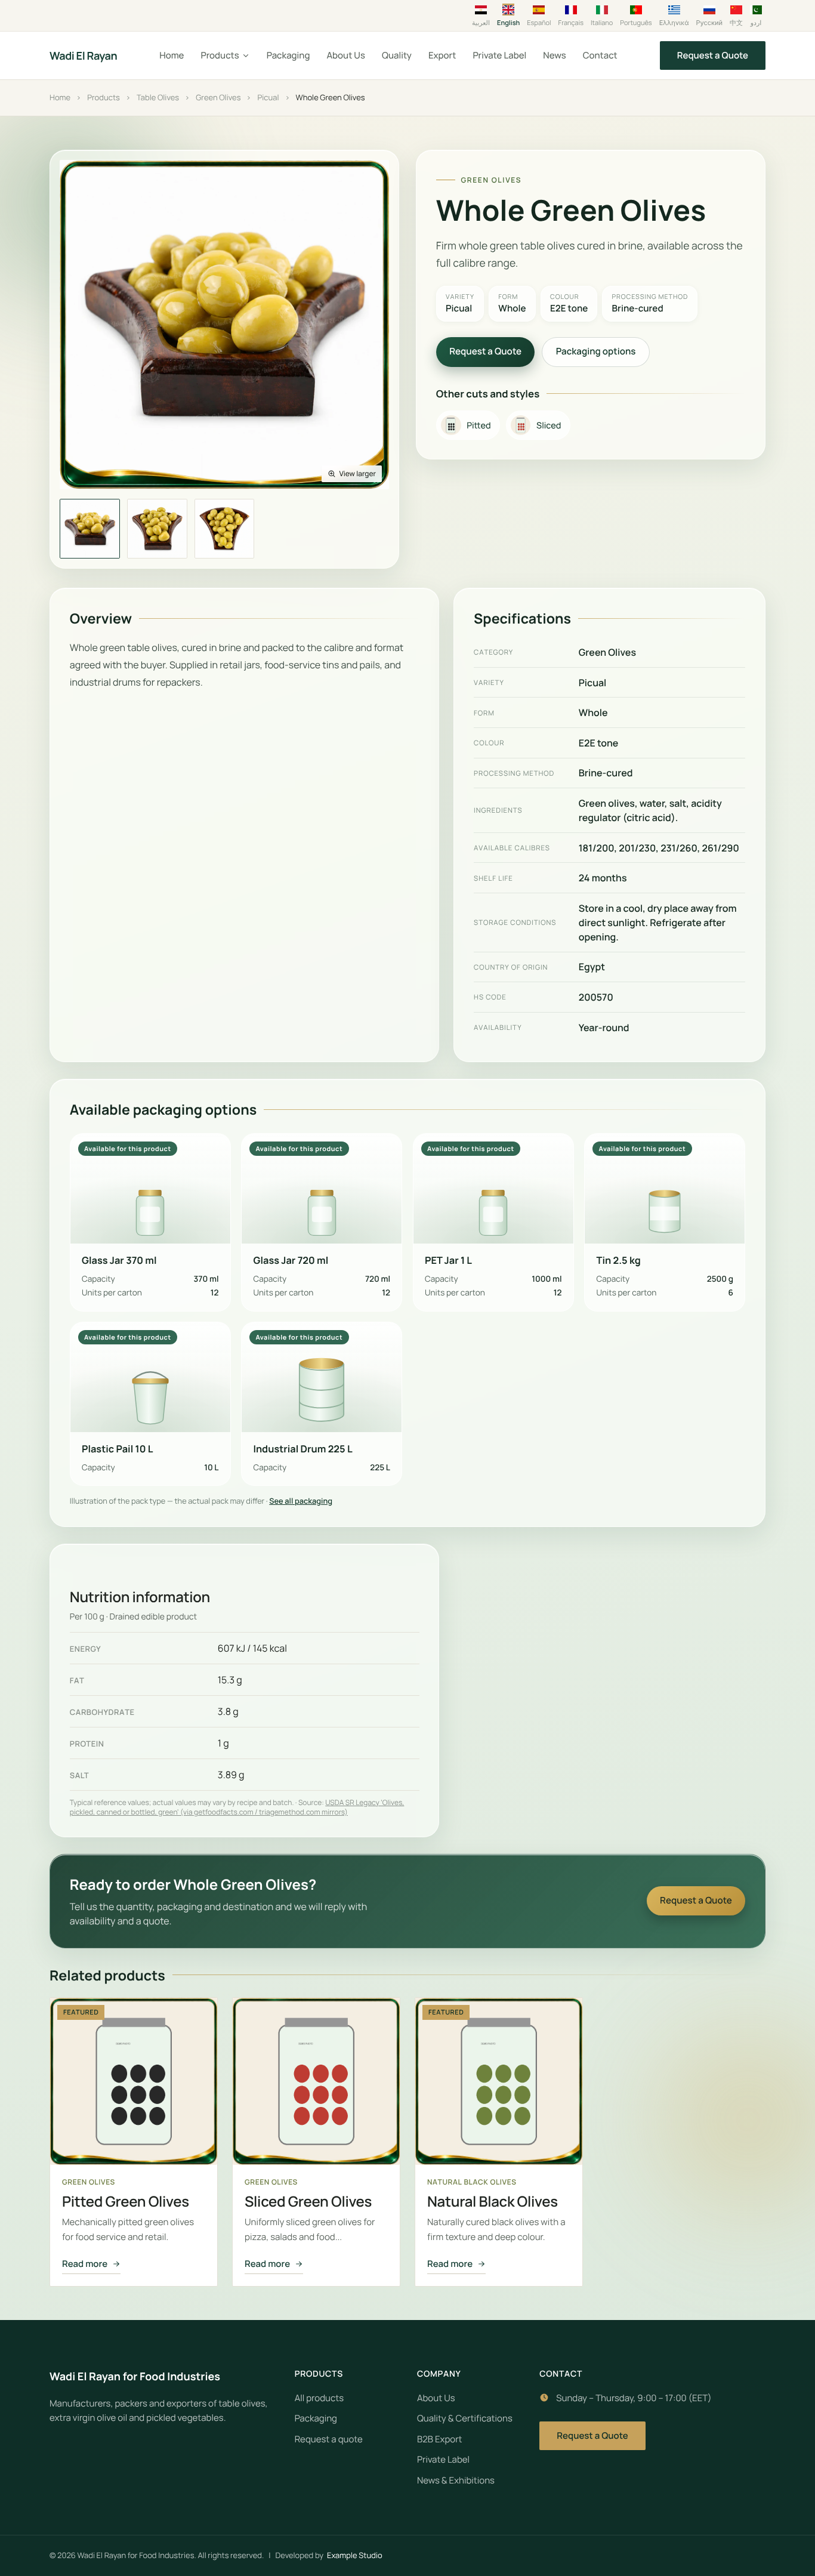 العربية
English
Español
Français
Italiano
Português
Ελληνικά
Русский
中文
اردو
Wadi El Rayan
Home
Products
Packaging
About Us
Quality
Export
Private Label
News
Contact
Request a Quote
Home › Products › Table Olives › Green Olives › Picual › Whole Green Olives
View larger
GREEN OLIVES
Whole Green Olives
Firm whole green table olives cured in brine, available across the
full calibre range.
VARIETY
Picual
FORM
Whole
COLOUR
E2E tone
PROCESSING METHOD
Brine-cured
Request a Quote
Packaging options
Other cuts and styles
Pitted
Sliced
Overview
Whole green table olives, cured in brine and packed to the calibre and format
agreed with the buyer. Supplied in retail jars, food-service tins and pails, and
industrial drums for repackers.
Specifications
CATEGORY Green Olives
VARIETY Picual
FORM Whole
COLOUR E2E tone
PROCESSING METHOD Brine-cured
INGREDIENTS Green olives, water, salt, acidity
regulator (citric acid).
AVAILABLE CALIBRES 181/200, 201/230, 231/260, 261/290
SHELF LIFE 24 months
STORAGE CONDITIONS Store in a cool, dry place away from
direct sunlight. Refrigerate after
opening.
COUNTRY OF ORIGIN Egypt
HS CODE 200570
AVAILABILITY Year-round
Available packaging options
Available for this product
Glass Jar 370 ml
Capacity 370 ml
Units per carton 12
Available for this product
Glass Jar 720 ml
Capacity 720 ml
Units per carton 12
Available for this product
PET Jar 1 L
Capacity 1000 ml
Units per carton 12
Available for this product
Tin 2.5 kg
Capacity 2500 g
Units per carton 6
Available for this product
Plastic Pail 10 L
Capacity 10 L
Available for this product
Industrial Drum 225 L
Capacity 225 L
Illustration of the pack type — the actual pack may differ · See all packaging
Nutrition information
Per 100 g · Drained edible product
ENERGY 607 kJ / 145 kcal
FAT 15.3 g
CARBOHYDRATE 3.8 g
PROTEIN 1 g
SALT 3.89 g
Typical reference values; actual values may vary by recipe and batch. · Source: USDA SR Legacy 'Olives,
pickled, canned or bottled, green' (via getfoodfacts.com / triagemethod.com mirrors)
Ready to order Whole Green Olives?
Tell us the quantity, packaging and destination and we will reply with
availability and a quote.
Request a Quote
Related products
FEATURED
GREEN OLIVES
Pitted Green Olives
Mechanically pitted green olives
for food service and retail.
Read more →
GREEN OLIVES
Sliced Green Olives
Uniformly sliced green olives for
pizza, salads and food...
Read more →
FEATURED
NATURAL BLACK OLIVES
Natural Black Olives
Naturally cured black olives with a
firm texture and deep colour.
Read more →
Wadi El Rayan for Food Industries
Manufacturers, packers and exporters of table olives,
extra virgin olive oil and pickled vegetables.
PRODUCTS
All products
Packaging
Request a quote
COMPANY
About Us
Quality & Certifications
B2B Export
Private Label
News & Exhibitions
CONTACT
Sunday – Thursday, 9:00 – 17:00 (EET)
Request a Quote
© 2026 Wadi El Rayan for Food Industries. All rights reserved. | Developed by Example Studio